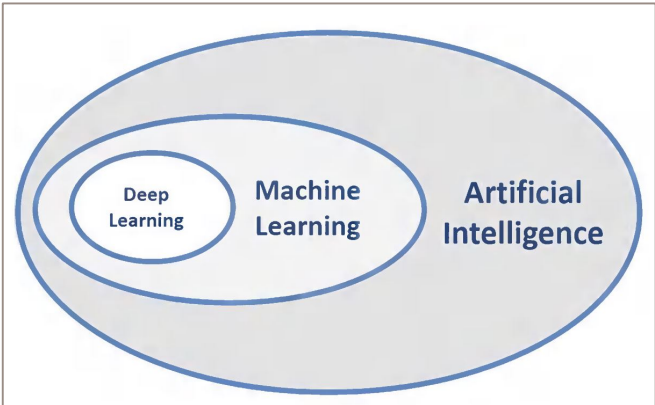 Deep
Learning
Machine
Learning
Artificial
Intelligence